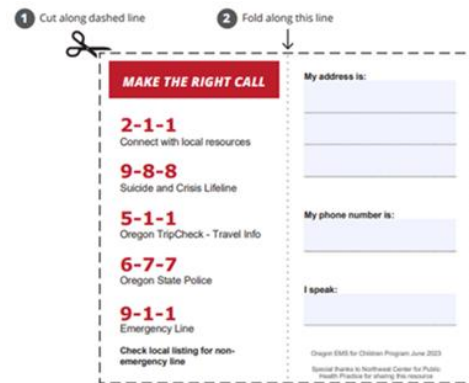 1 Cut along dashed line
2 Fold along this line
MAKE THE RIGHT CALL
2-1-1
Connect with local resources
9-8-8
Suicide and Crisis Lifeline
5-1-1
Oregon TripCheck - Travel Info
6-7-7
Oregon State Police
9-1-1
Emergency Line
Check local listing for non-
emergency line
My address is:
My phone number is:
I speak:
Oregon EMS for Children Program June 2023
Special thanks to Northwest Center for Public
Health Practice for sharing this resource